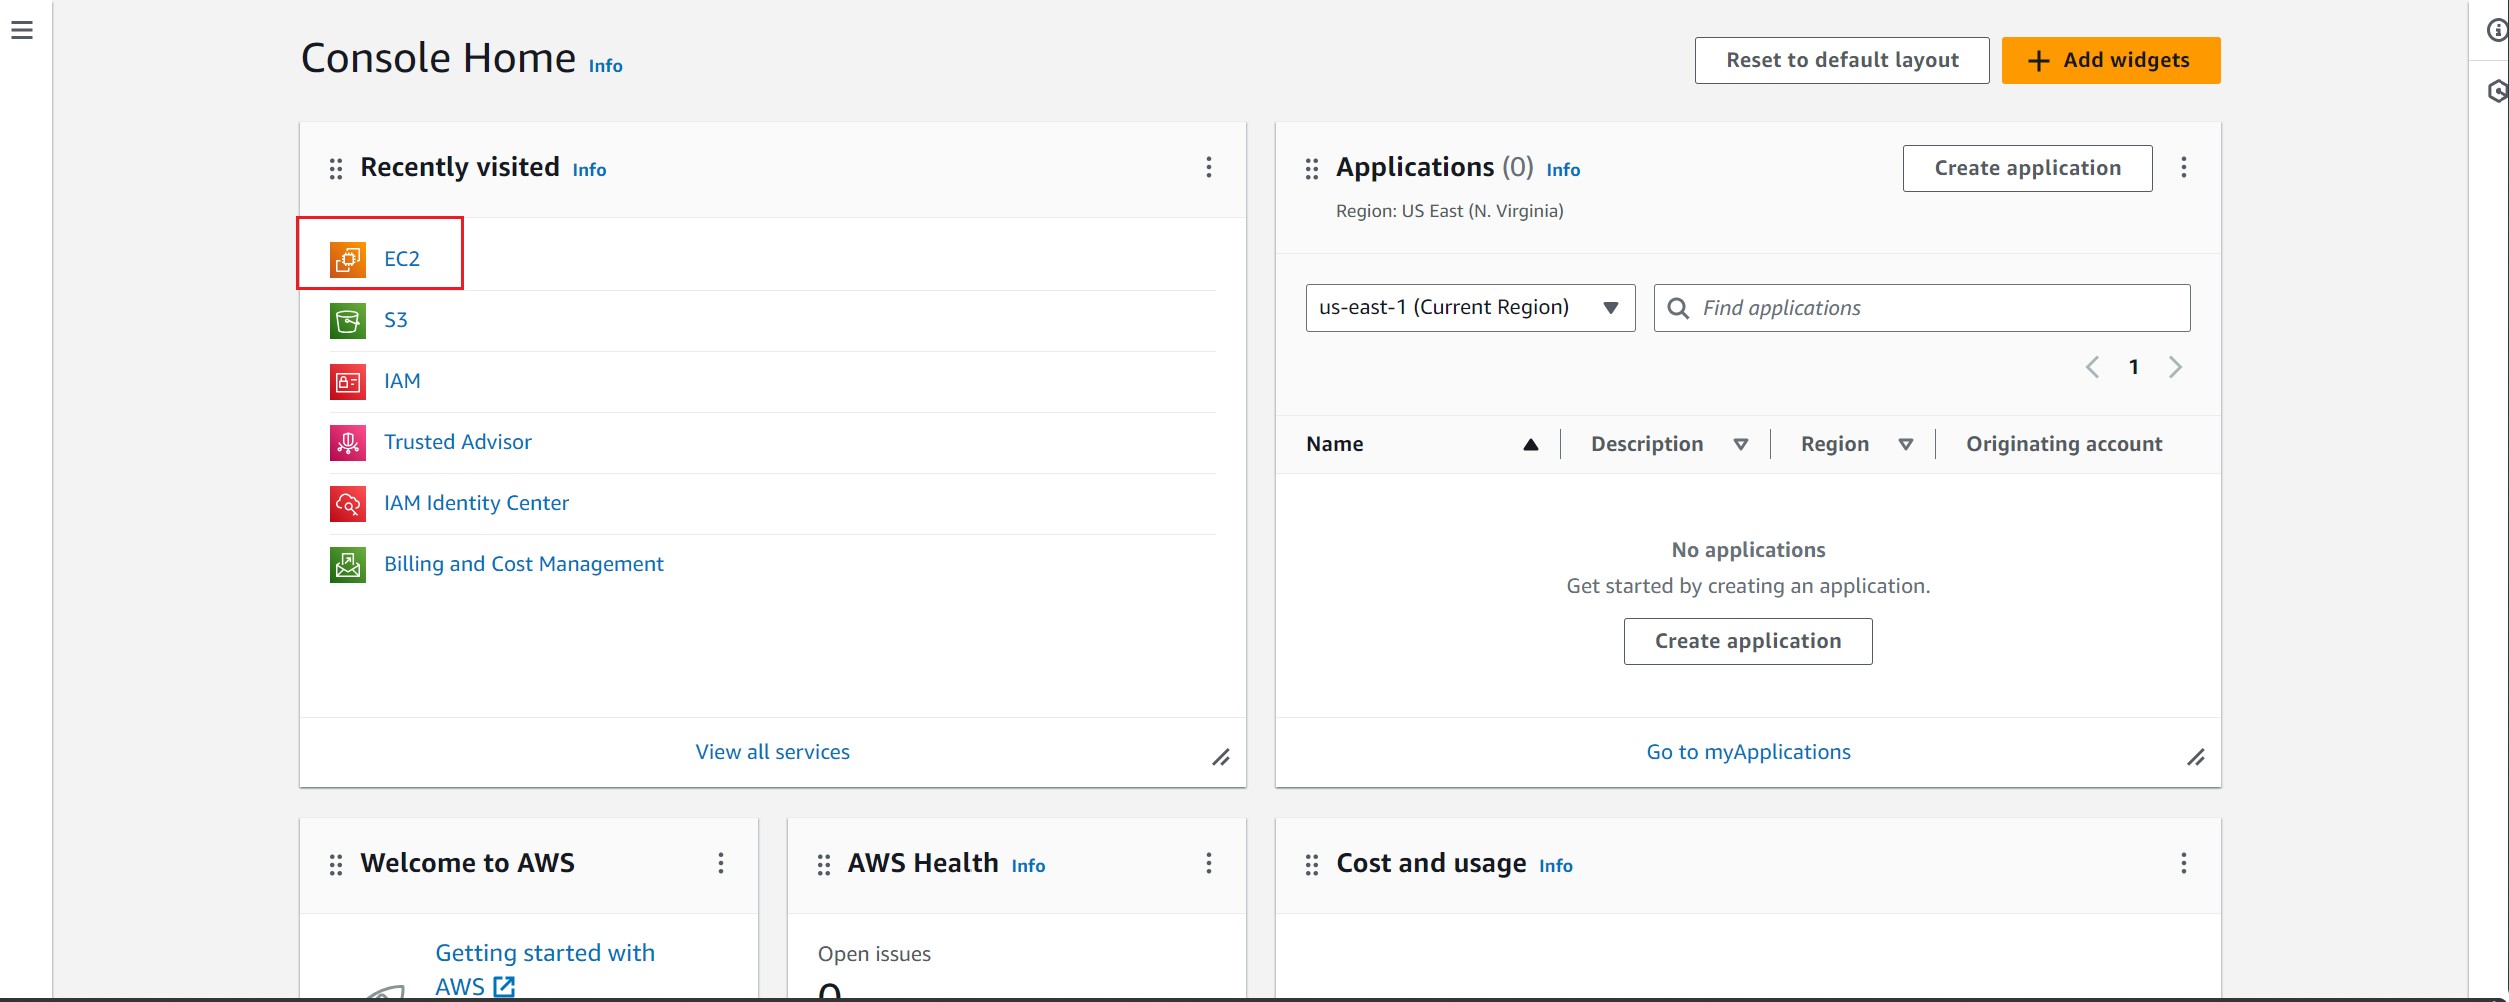 Console Home Info
Reset to default layout
Add widgets
Recently visited Info
EC2
S3
IAM
Trusted Advisor
IAM Identity Center
Billing and Cost Management
View all services
Applications (0) Info
Create application
Region: US East (N. Virginia)
us-east-1 (Current Region)
Find applications
1
Name Description Region Originating account
No applications
Get started by creating an application.
Create application
Go to myApplications
Welcome to AWS
Getting started with
AWS
AWS Health Info
Open issues
0
Cost and usage Info